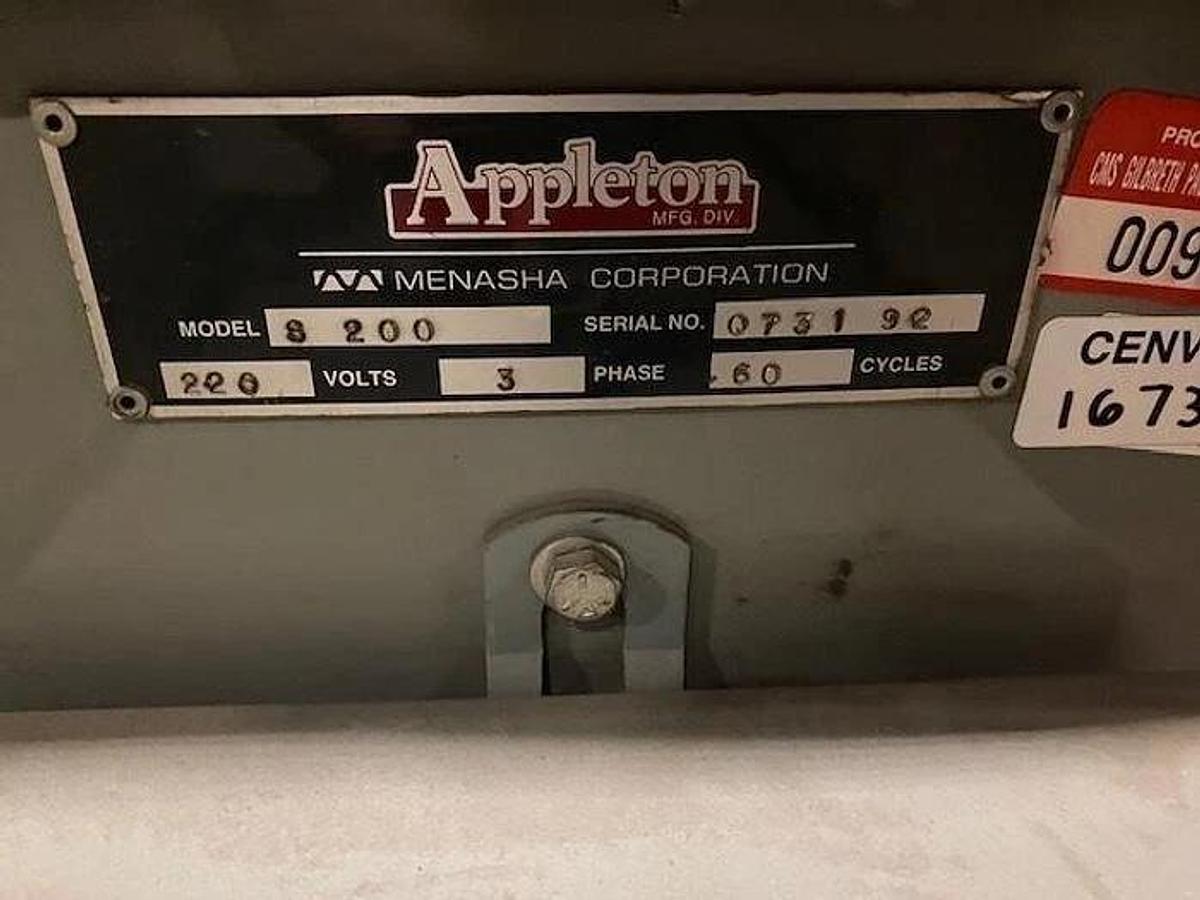 Appleton
MFG. DIV.
MENASHA CORPORATION
MODEL S 200 SERIAL NO. 0731 92
220 VOLTS 3 PHASE 60 CYCLES
PRO
CMS GILBRETH PA
009
CENV
1673